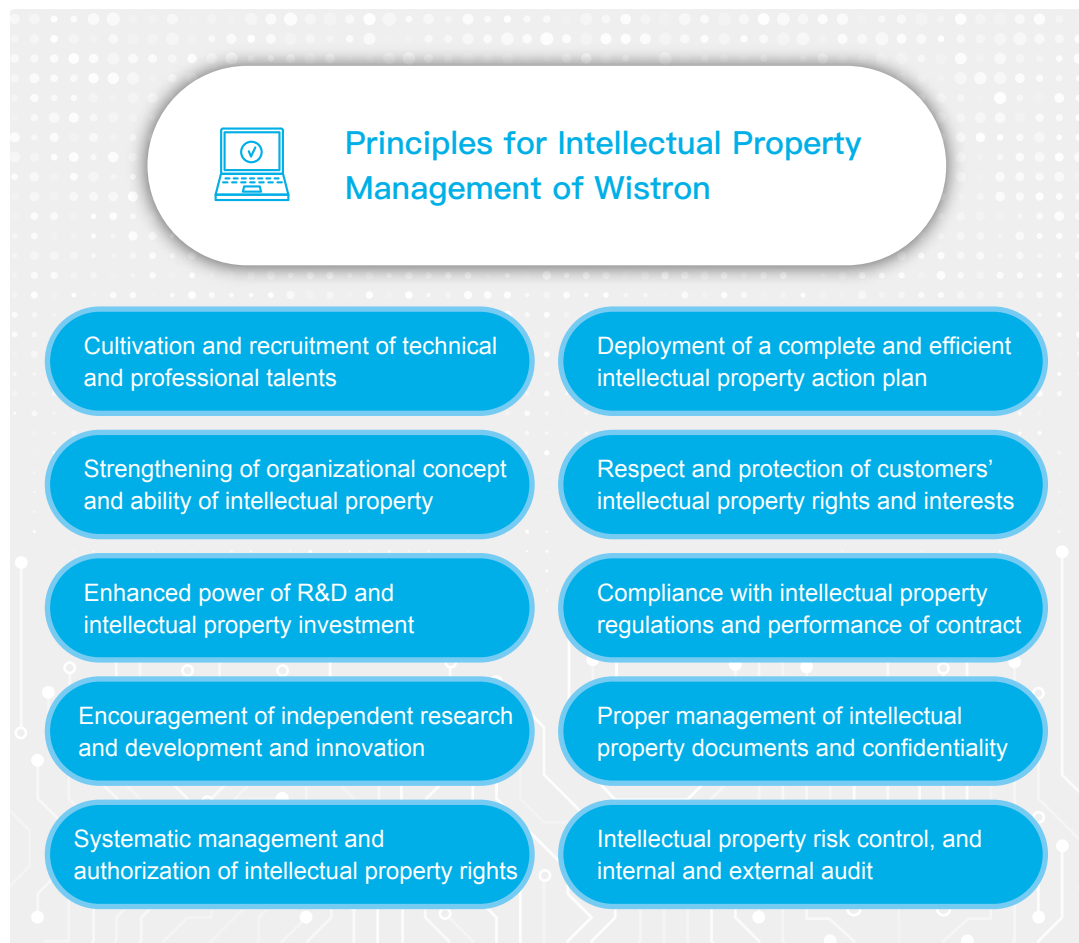 Principles for Intellectual Property
Management of Wistron
Cultivation and recruitment of technical
and professional talents
Deployment of a complete and efficient
intellectual property action plan
Strengthening of organizational concept
and ability of intellectual property
Respect and protection of customers’
intellectual property rights and interests
Enhanced power of R&D and
intellectual property investment
Compliance with intellectual property
regulations and performance of contract
Encouragement of independent research
and development and innovation
Proper management of intellectual
property documents and confidentiality
Systematic management and
authorization of intellectual property rights
Intellectual property risk control, and
internal and external audit